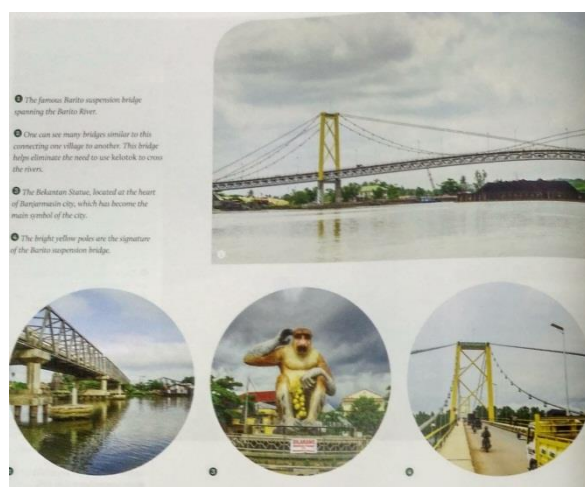 ❶ The famous Barito suspension bridge
spanning the Barito River.
❷ One can see many bridges similar to this
connecting one village to another. This bridge
helps eliminate the need to use kelotok to cross
the rivers.
❸ The Bekantan Statue, located at the heart
of Banjarmasin city, which has become the
main symbol of the city.
❹ The bright yellow poles are the signature
of the Barito suspension bridge.
❸
❹
DILARANG